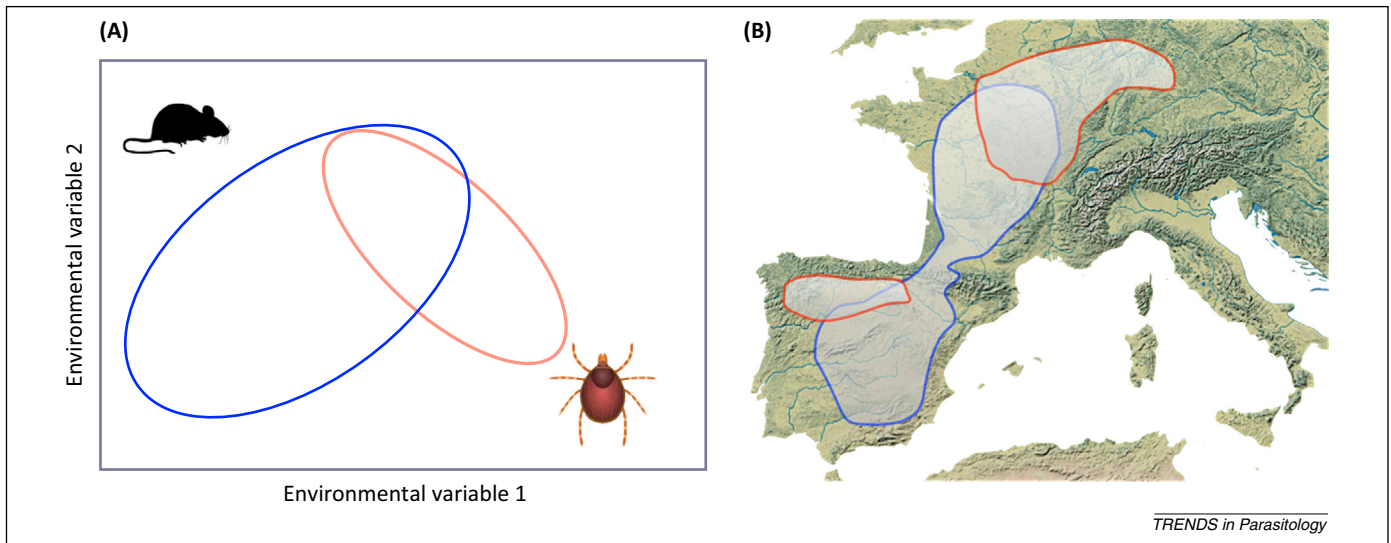 (A)
Environmental variable 2
Environmental variable 1
(B)
TRENDS in Parasitology